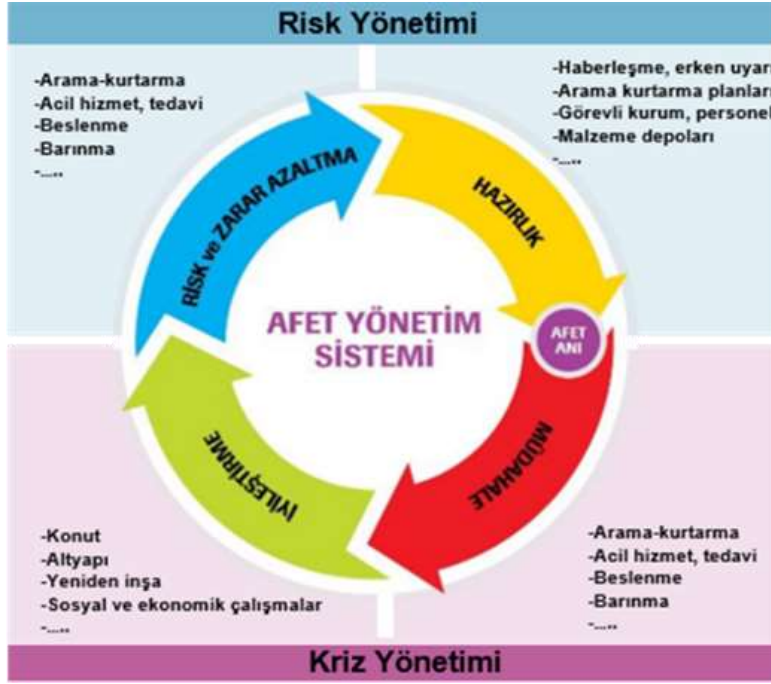 Risk Yönetimi
-Arama-kurtarma
-Acil hizmet, tedavi
-Beslenme
-Barınma
-.....
-Haberleşme, erken uyarı
-Arama kurtarma planları
-Görevli kurum, personel
-Malzeme depoları
-.....
RİSK ve ZARAR AZALTMA
HAZIRLIK
AFET YÖNETİM
SİSTEMİ
AFET
ANI
İYİLEŞTİRME
MÜDAHALE
-Konut
-Altyapı
-Yeniden inşa
-Sosyal ve ekonomik çalışmalar
-.....
-Arama-kurtarma
-Acil hizmet, tedavi
-Beslenme
-Barınma
-.....
Kriz Yönetimi